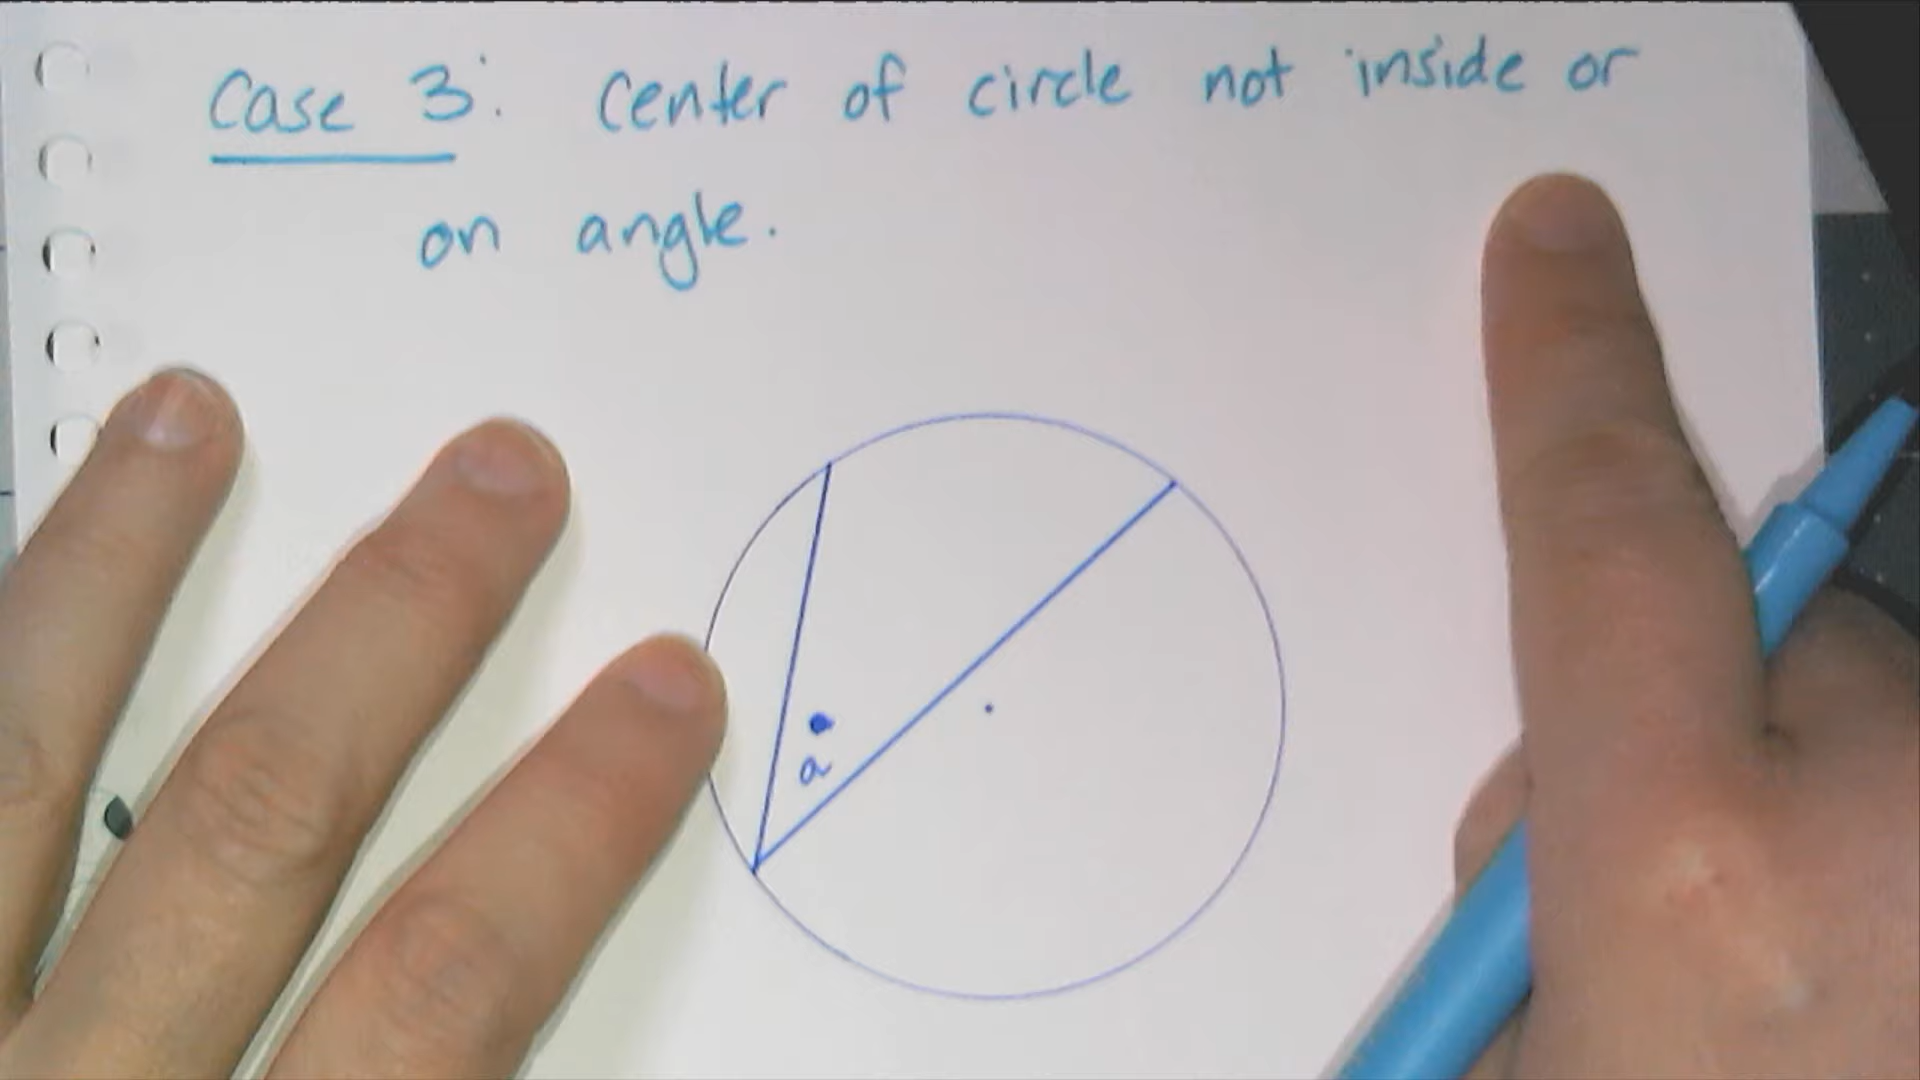 Case 3: Center of circle not inside or
on angle.
a